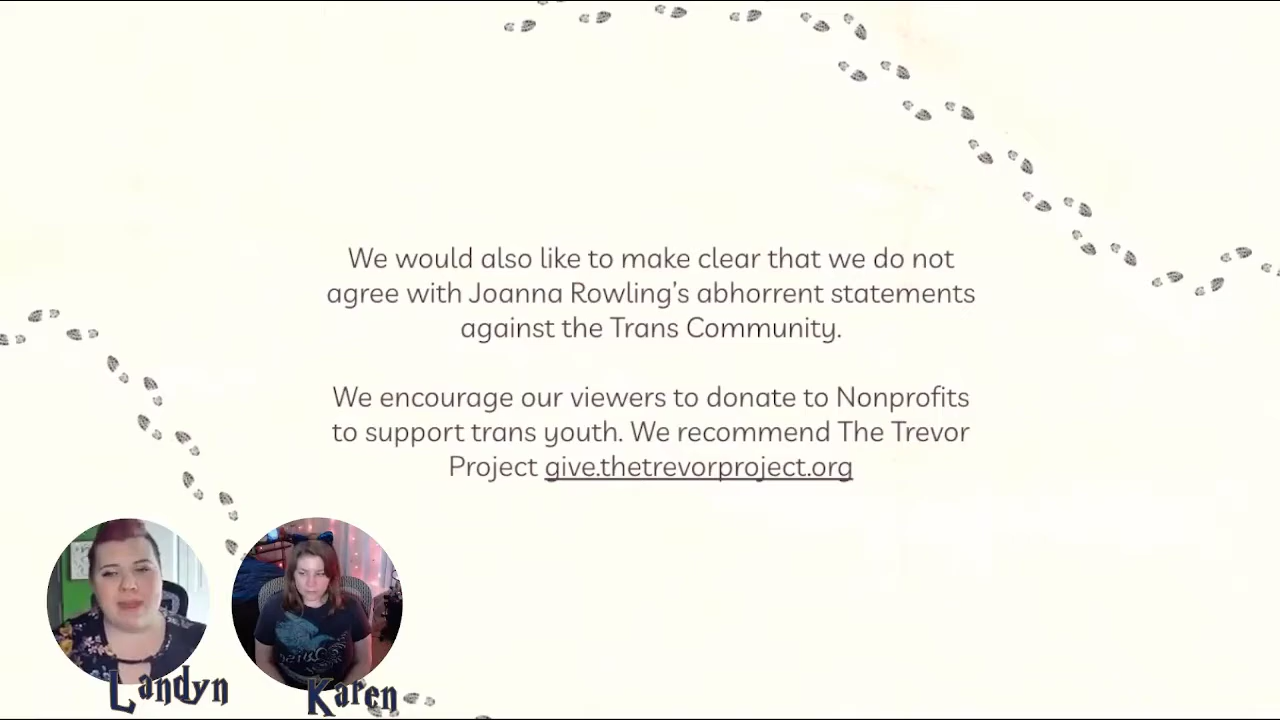 We would also like to make clear that we do not
agree with Joanna Rowling's abhorrent statements
against the Trans Community.
We encourage our viewers to donate to Nonprofits
to support trans youth. We recommend The Trevor
Project give.thetrevorproject.org
Landyn
Karen